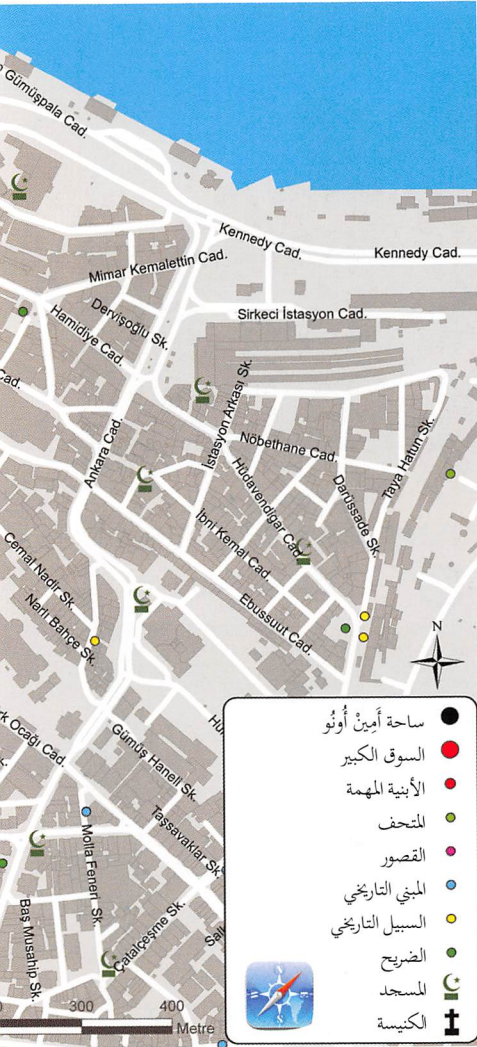 Gümüşpala Cad.
Kennedy Cad.
Kennedy Cad.
Mimar Kemalettin Cad.
Sirkeci İstasyon Cad.
Dervişoğlu Sk.
Hamidiye Cad.
Cad.
İstasyon Arkası Sk.
Nöbethane Cad.
Ankara Cad.
Hüdavendigar Cad.
Darüssade Sk.
Taya Hatun Sk.
İbni Kemal Cad.
Cemal Nadir Sk.
Narlı Bahçe Sk.
Ebussuut Cad.
N
rk Ocağı Cad.
Gümüş Haneli Sk.
Taşsavaklar Sk.
Molla Feneri Sk.
Baş Musahip Sk.
Çatalçeşme Sk.
300
400
Metre
ساحة أَمِينْ أُونُو
السوق الكبير
الأبنية المهمة
المتحف
القصور
المبني التاريخي
السبيل التاريخي
الضريح
المسجد
الكنيسة